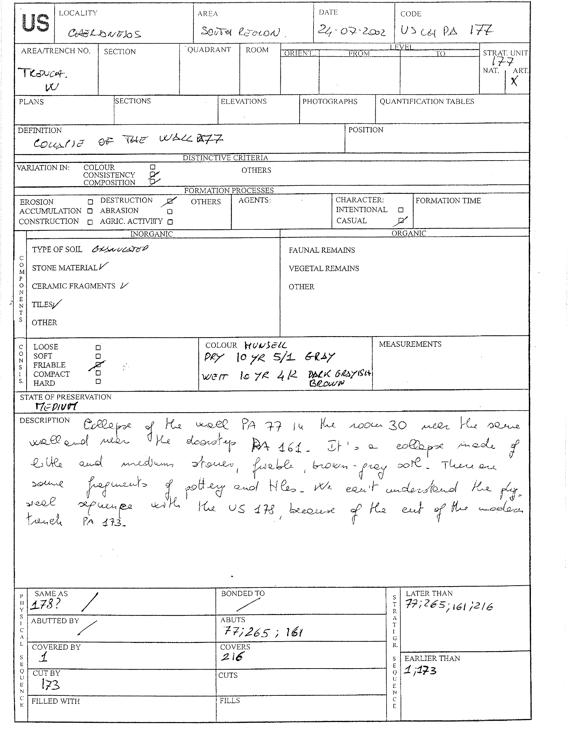 US
LOCALITY AREA DATE CODE
SOUTH REGION. 24-07-2002 US PA 177
AREA/TRENCH NO. SECTION QUADRANT ROOM LEVEL STRAT. UNIT
ORIENT. FROM TO 177
NAT. ART.
TRENCH. X
W
PLANS SECTIONS ELEVATIONS PHOTOGRAPHS QUANTIFICATION TABLES
DEFINITION POSITION
COLLAPSE OF THE WALL PA77
DISTINCTIVE CRITERIA
VARIATION IN: COLOUR OTHERS
CONSISTENCY
COMPOSITION
FORMATION PROCESSES
EROSION DESTRUCTION OTHERS AGENTS: CHARACTER: FORMATION TIME
ACCUMULATION ABRASION INTENTIONAL
CONSTRUCTION AGRIC. ACTIVITY CASUAL
INORGANIC ORGANIC
COMPONENTS
TYPE OF SOIL GRANULATED FAUNAL REMAINS
STONE MATERIAL ✓ VEGETAL REMAINS
CERAMIC FRAGMENTS ✓ OTHER
TILES ✓
OTHER
CONSIS.
LOOSE COLOUR MUNSELL MEASUREMENTS
SOFT DRY 10 YR 5/1 GRAY
FRIABLE
COMPACT WETT 10 YR 4/2 DARK GRAYISH
HARD BROWN
STATE OF PRESERVATION
MEDIUM
DESCRIPTION Collapse of the wall PA 77 in the room 30 near the same
wall and near the doorstep PA 161. It's a collapse made of
little and medium stones, friable, brown-gray soil. There are
some fragments of pottery and tiles. We can't understand the phy-
sical sequence with the US 178, because of the cut of the modern
trench PA 173.
PHYSICAL SEQUENCE
SAME AS BONDED TO
178? / /
ABUTTED BY ABUTS
/ 77; 265; 161
COVERED BY COVERS
1 216
CUT BY CUTS
173
FILLED WITH FILLS
STRATIGR. SEQUENCE
LATER THAN
77;265;161;216
EARLIER THAN
1;173